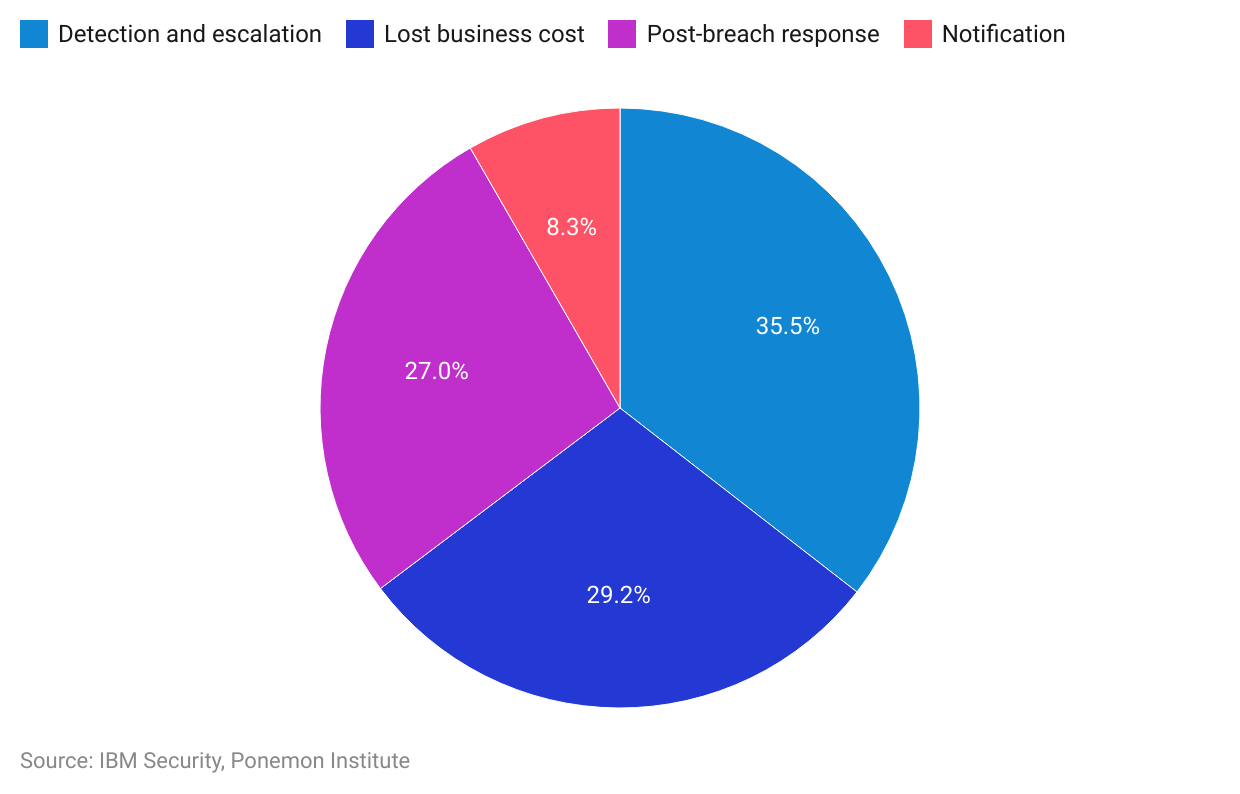 Detection and escalation Lost business cost Post-breach response Notification
8.3%
35.5%
27.0%
29.2%
Source: IBM Security, Ponemon Institute